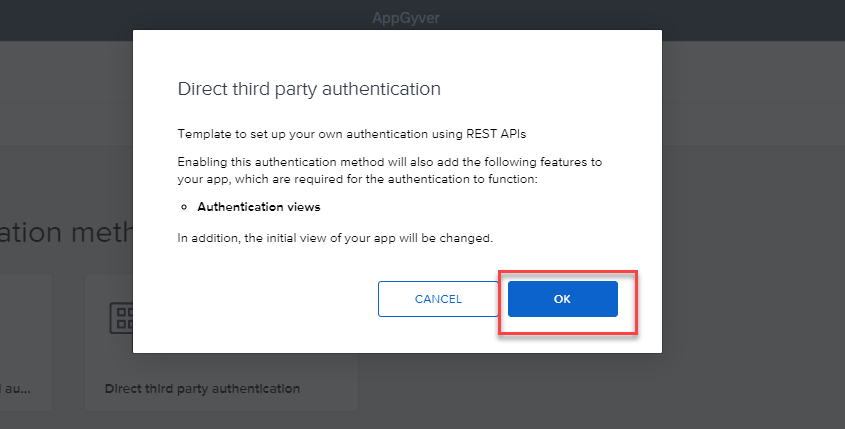 AppGyver
Direct third party authentication
Template to set up your own authentication using REST APIs
Enabling this authentication method will also add the following features to
your app, which are required for the authentication to function:
Authentication views
In addition, the initial view of your app will be changed.
CANCEL
OK
ation meth
au...
Direct third party authentication